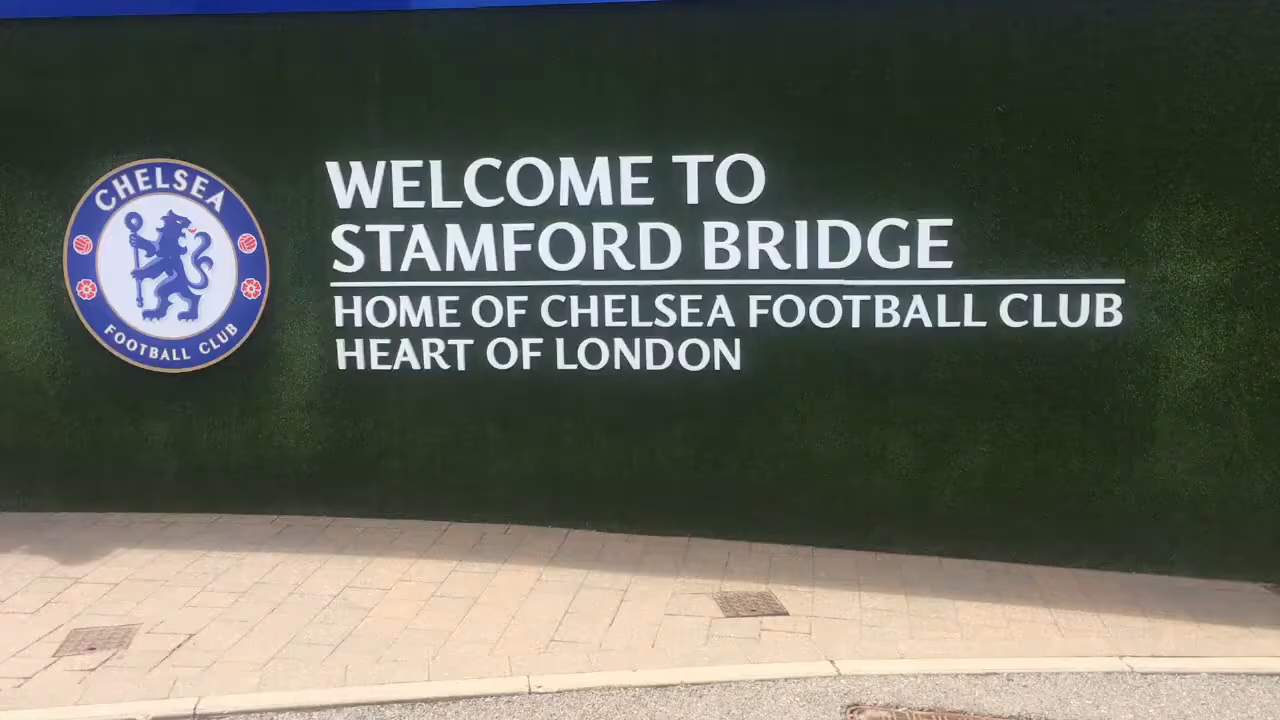 CHELSEA
FOOTBALL CLUB
WELCOME TO
STAMFORD BRIDGE
HOME OF CHELSEA FOOTBALL CLUB
HEART OF LONDON